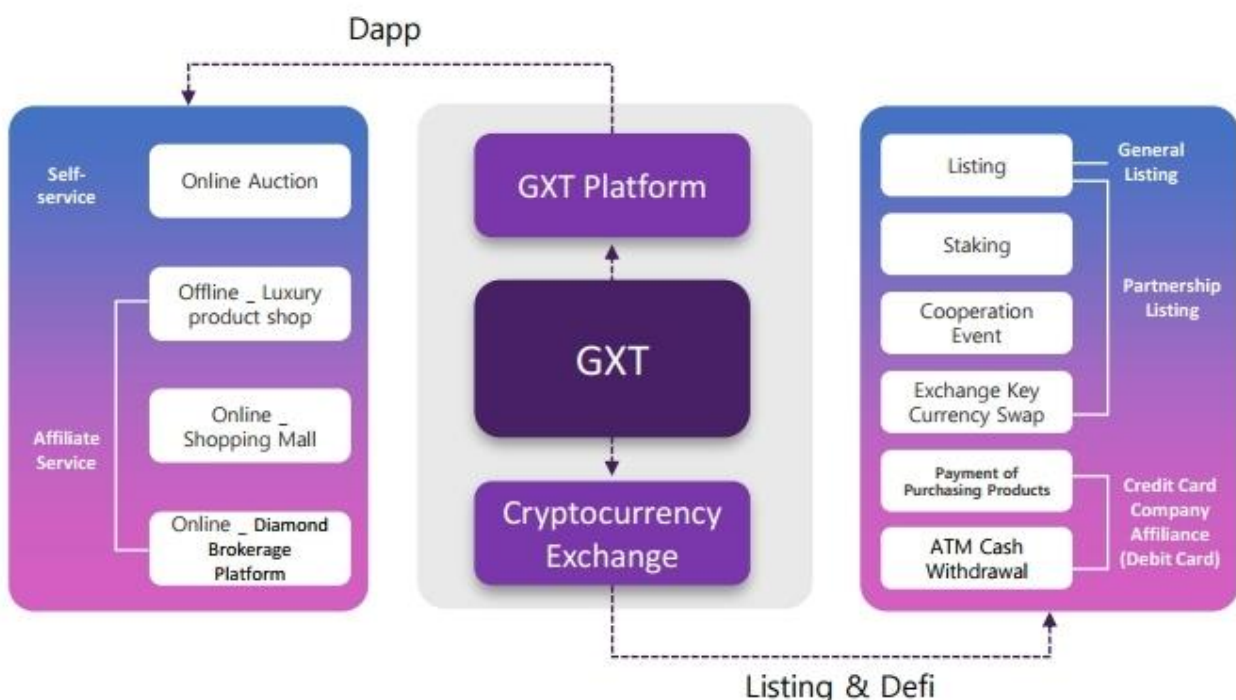 Dapp
Self-
service
Online Auction
Offline _ Luxury
product shop
Online _
Shopping Mall
Affiliate
Service
Online _ Diamond
Brokerage
Platform
GXT Platform
GXT
Cryptocurrency
Exchange
Listing
General
Listing
Staking
Cooperation
Event
Partnership
Listing
Exchange Key
Currency Swap
Payment of
Purchasing Products
ATM Cash
Withdrawal
Credit Card
Company
Affiliance
(Debit Card)
Listing & Defi